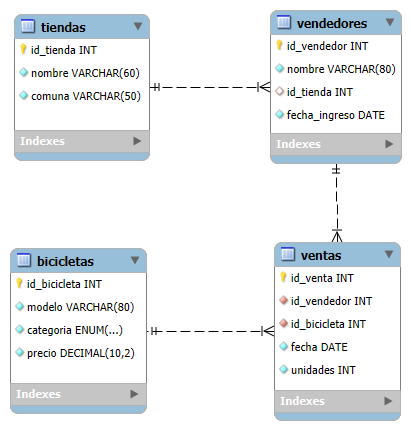 tiendas
id_tienda INT
nombre VARCHAR(60)
comuna VARCHAR(50)
Indexes
vendedores
id_vendedor INT
nombre VARCHAR(80)
id_tienda INT
fecha_ingreso DATE
Indexes
bicicletas
id_bicicleta INT
modelo VARCHAR(80)
categoria ENUM(...)
precio DECIMAL(10,2)
Indexes
ventas
id_venta INT
id_vendedor INT
id_bicicleta INT
fecha DATE
unidades INT
Indexes